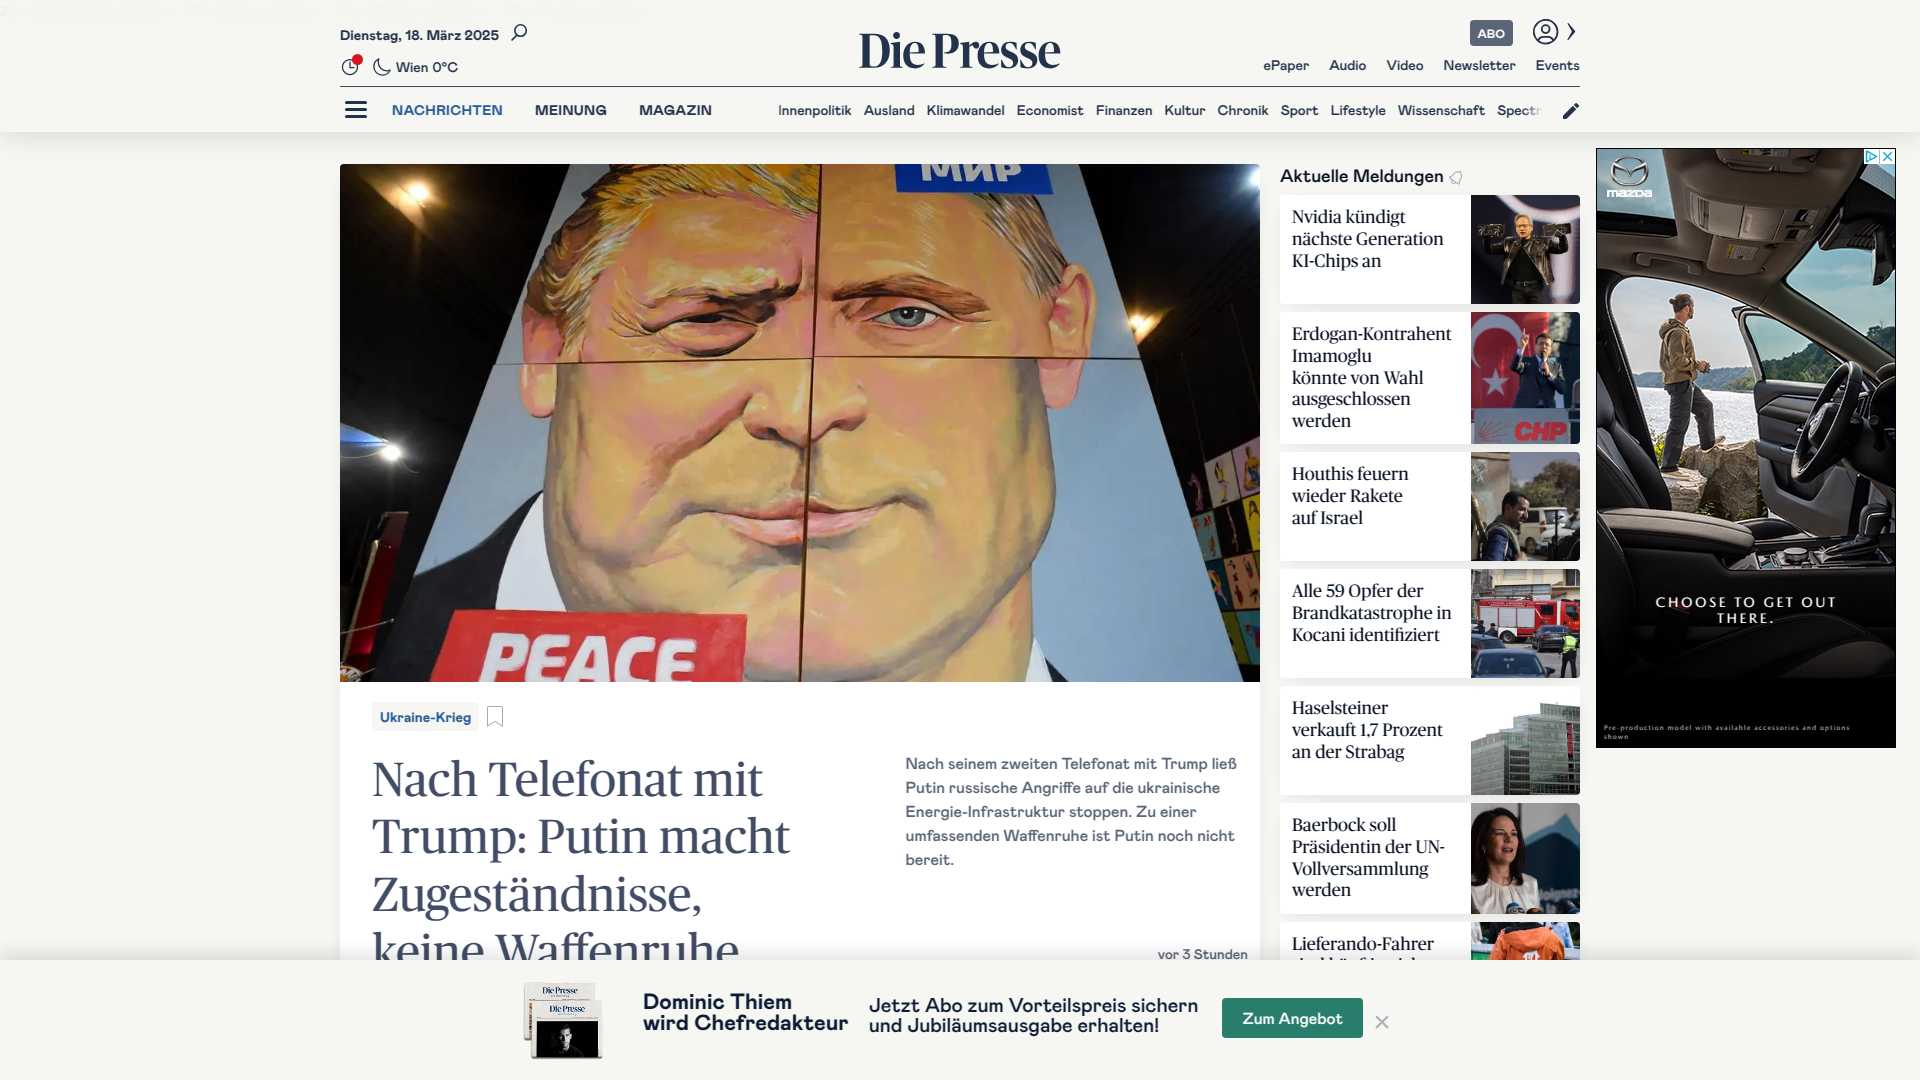 Dienstag, 18. März 2025
Wien 0°C
Die Presse
ABO
ePaper Audio Video Newsletter Events
NACHRICHTEN MEINUNG MAGAZIN
Innenpolitik Ausland Klimawandel Economist Finanzen Kultur Chronik Sport Lifestyle Wissenschaft Spectr
МИР
PEACE
Ukraine-Krieg
Nach Telefonat mit
Trump: Putin macht
Zugeständnisse,
keine Waffenruhe
Nach seinem zweiten Telefonat mit Trump ließ
Putin russische Angriffe auf die ukrainische
Energie-Infrastruktur stoppen. Zu einer
umfassenden Waffenruhe ist Putin noch nicht
bereit.
vor 3 Stunden
Aktuelle Meldungen
Nvidia kündigt
nächste Generation
KI-Chips an
Erdogan-Kontrahent
Imamoglu
könnte von Wahl
ausgeschlossen
werden
CHP
Houthis feuern
wieder Rakete
auf Israel
Alle 59 Opfer der
Brandkatastrophe in
Kocani identifiziert
Haselsteiner
verkauft 1,7 Prozent
an der Strabag
Baerbock soll
Präsidentin der UN-
Vollversammlung
werden
Lieferando-Fahrer
mazda
CHOOSE TO GET OUT
THERE.
Pre-production model with available accessories and options
shown
Die Presse
Die Presse
Dominic Thiem
wird Chefredakteur
Jetzt Abo zum Vorteilspreis sichern
und Jubiläumsausgabe erhalten!
Zum Angebot